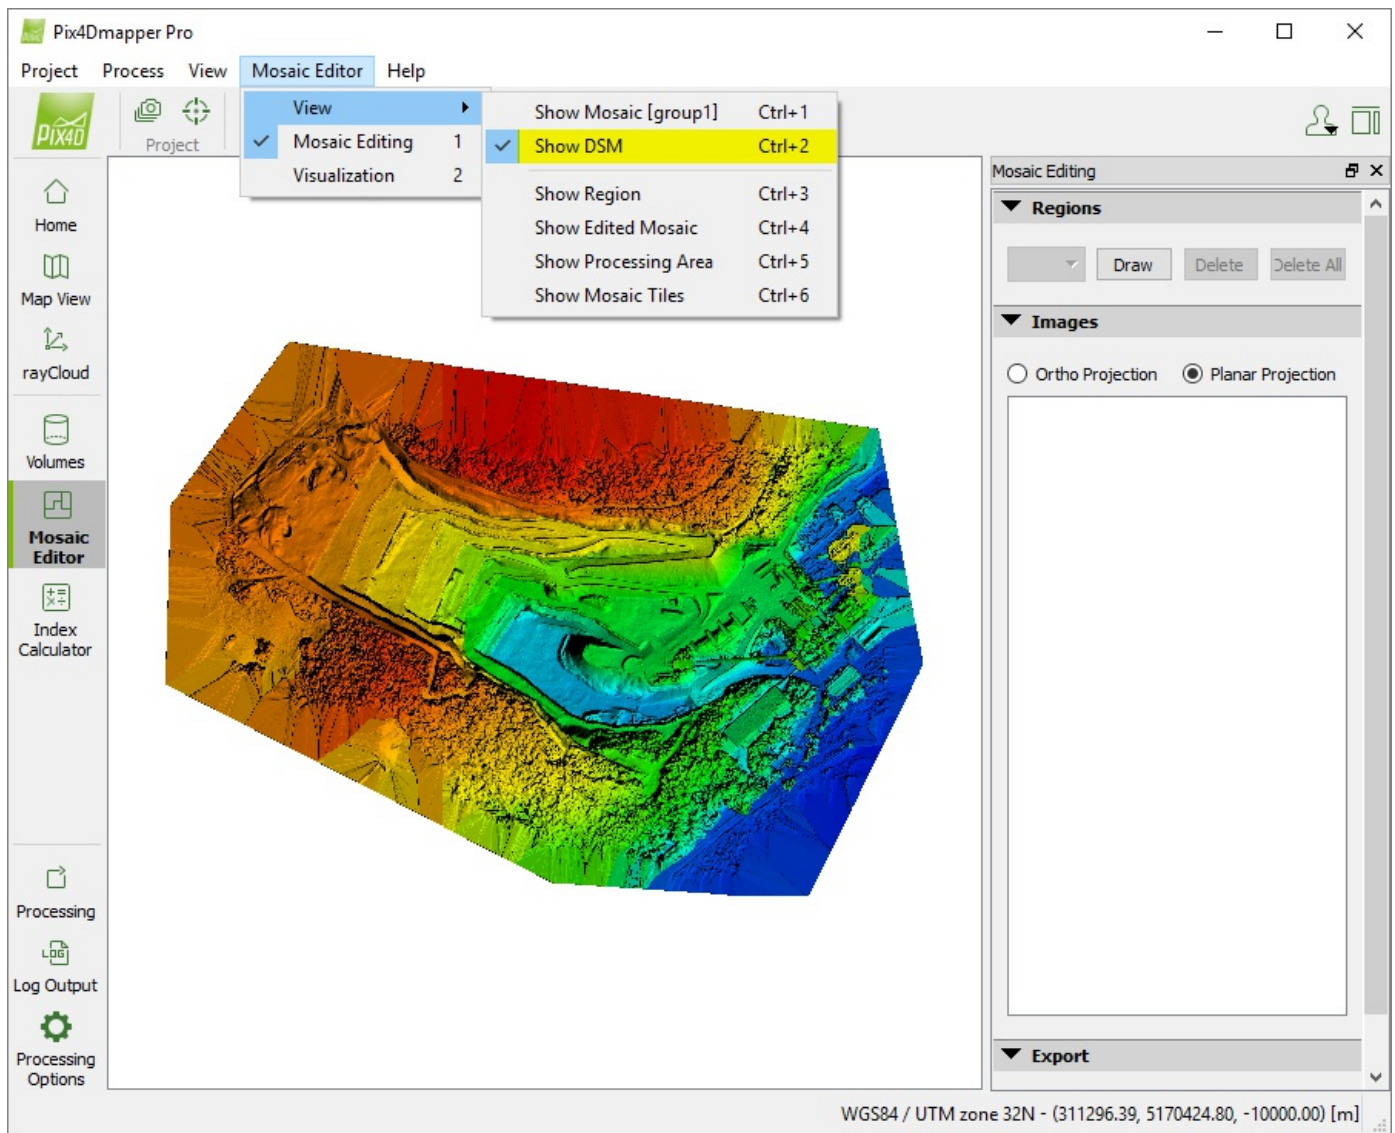 Pix4Dmapper Pro
Project Process View Mosaic Editor Help
PIX4D
Project
View
Mosaic Editing 1
Visualization 2
Show Mosaic [group1] Ctrl+1
Show DSM Ctrl+2
Show Region Ctrl+3
Show Edited Mosaic Ctrl+4
Show Processing Area Ctrl+5
Show Mosaic Tiles Ctrl+6
Home
Map View
rayCloud
Volumes
Mosaic
Editor
Index
Calculator
Processing
LOG
Log Output
Processing
Options
Mosaic Editing
Regions
Draw Delete Delete All
Images
Ortho Projection Planar Projection
Export
WGS84 / UTM zone 32N - (311296.39, 5170424.80, -10000.00) [m]